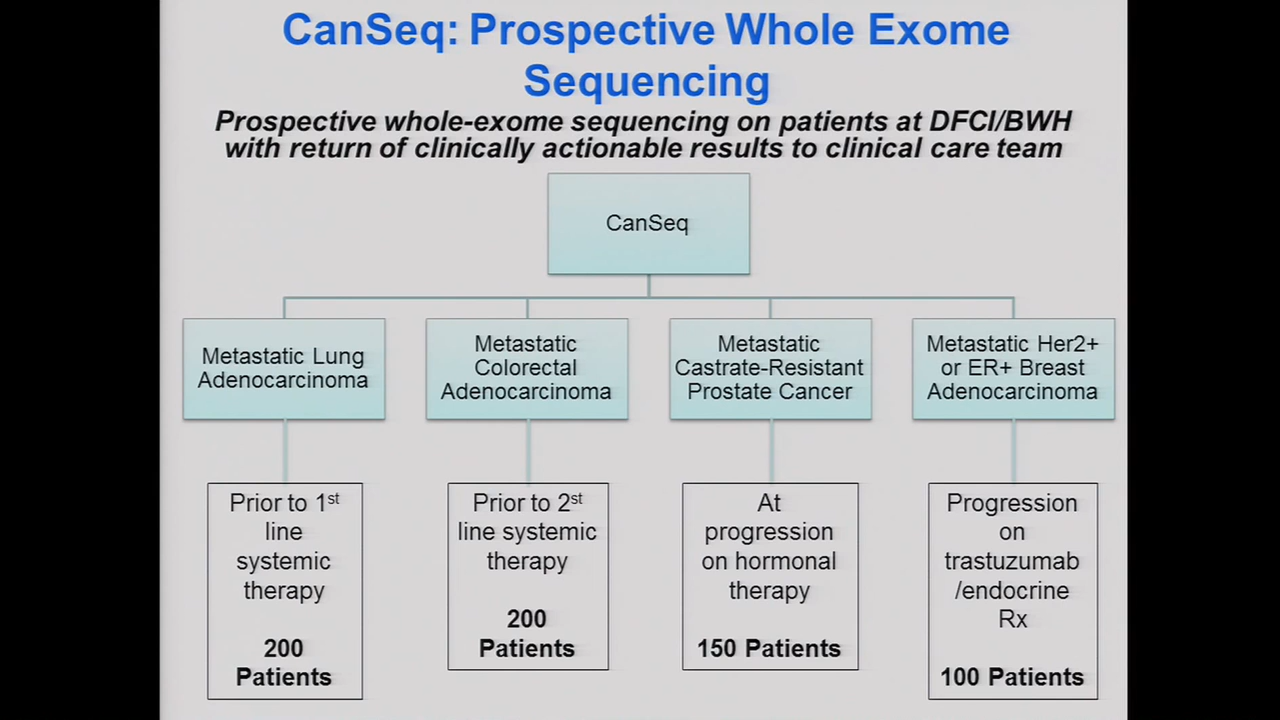 CanSeq: Prospective Whole Exome
Sequencing
Prospective whole-exome sequencing on patients at DFCI/BWH
with return of clinically actionable results to clinical care team
CanSeq
Metastatic Lung
Adenocarcinoma
Metastatic
Colorectal
Adenocarcinoma
Metastatic
Castrate-Resistant
Prostate Cancer
Metastatic Her2+
or ER+ Breast
Adenocarcinoma
Prior to 1st
line
systemic
therapy
200
Patients
Prior to 2st
line systemic
therapy
200
Patients
At
progression
on hormonal
therapy
150 Patients
Progression
on
trastuzumab
/endocrine
Rx
100 Patients